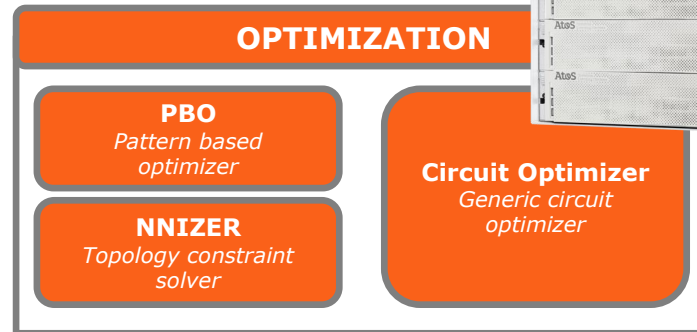 OPTIMIZATION
Atos
Atos
PBO
Pattern based
optimizer
NNIZER
Topology constraint
solver
Circuit Optimizer
Generic circuit
optimizer